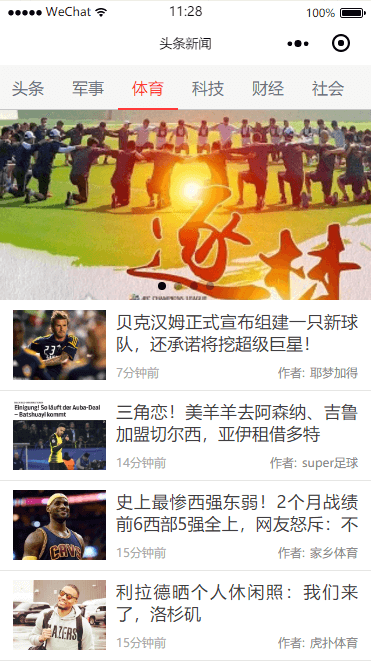 ●●●●● WeChat 11:28 100%
头条新闻
头条 军事 体育 科技 财经 社会
逐梦
AFC CHAMPIONS LEAGUE
贝克汉姆正式宣布组建一只新球
队，还承诺将挖超级巨星！
7分钟前 作者: 耶梦加得
Einigung! So läuft der Auba-Deal
– Batshuayi kommt
三角恋！美羊羊去阿森纳、吉鲁
加盟切尔西，亚伊租借多特
14分钟前 作者: super足球
史上最惨西强东弱！2个月战绩
前6西部5强全上，网友怒斥：不
15分钟前 作者: 家乡体育
CAVS
利拉德晒个人休闲照：我们来
了，洛杉矶
15分钟前 作者: 虎扑体育
23
LAZERS